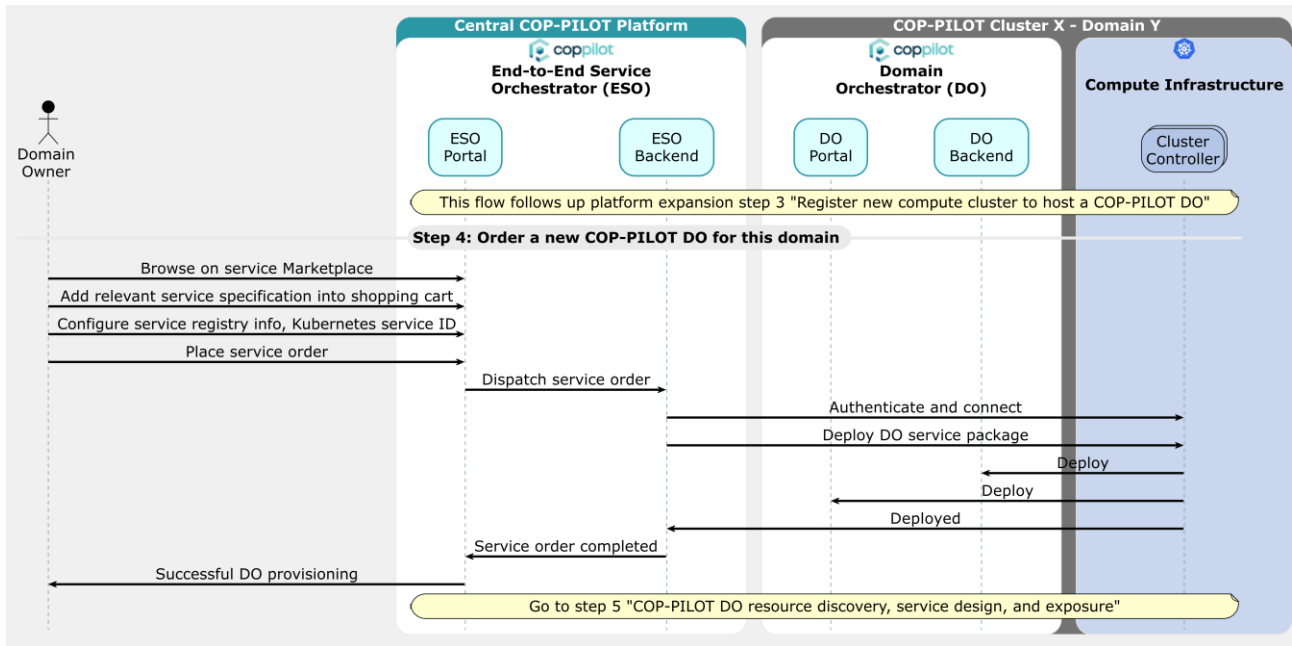 Central COP-PILOT Platform
COP-PILOT Cluster X - Domain Y
coppilot
End-to-End Service
Orchestrator (ESO)
coppilot
Domain
Orchestrator (DO)
Compute Infrastructure
Domain
Owner
ESO
Portal
ESO
Backend
DO
Portal
DO
Backend
Cluster
Controller
This flow follows up platform expansion step 3 "Register new compute cluster to host a COP-PILOT DO"
Step 4: Order a new COP-PILOT DO for this domain
Browse on service Marketplace
Add relevant service specification into shopping cart
Configure service registry info, Kubernetes service ID
Place service order
Dispatch service order
Authenticate and connect
Deploy DO service package
Deploy
Deploy
Deployed
Service order completed
Successful DO provisioning
Go to step 5 "COP-PILOT DO resource discovery, service design, and exposure"